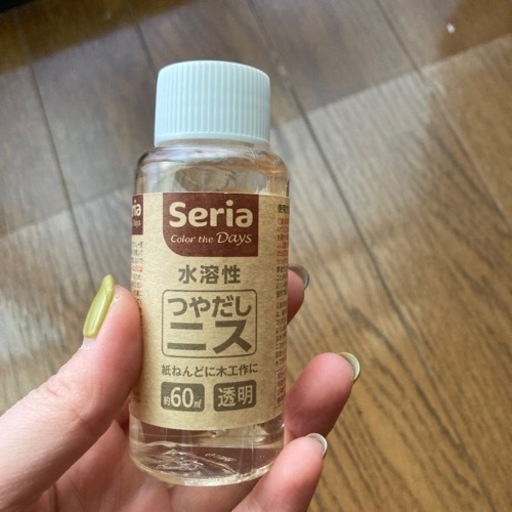 Seria
Color the Days
水溶性
つやだし
ニス
紙ねんどに木工作に
約60㎖
透明